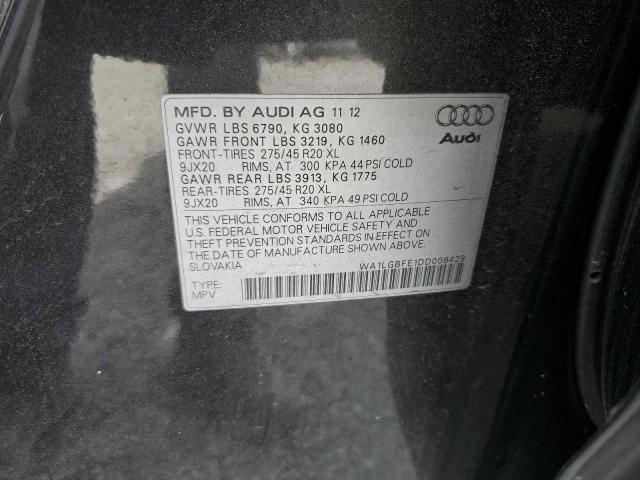 MFD. BY AUDI AG 11 12
GVWR LBS 6790, KG 3080
GAWR FRONT LBS 3219, KG 1460
FRONT-TIRES 275/45 R20 XL
9JX20 RIMS, AT 300 KPA 44 PSI COLD
GAWR REAR LBS 3913, KG 1775
REAR-TIRES 275/45 R20 XL
9JX20 RIMS, AT 340 KPA 49 PSI COLD
THIS VEHICLE CONFORMS TO ALL APPLICABLE
U.S. FEDERAL MOTOR VEHICLE SAFETY AND
THEFT PREVENTION STANDARDS IN EFFECT ON
THE DATE OF MANUFACTURE SHOWN ABOVE.
SLOVAKIA WA1LGBFE1DD008429
TYPE:
MPV
Audi